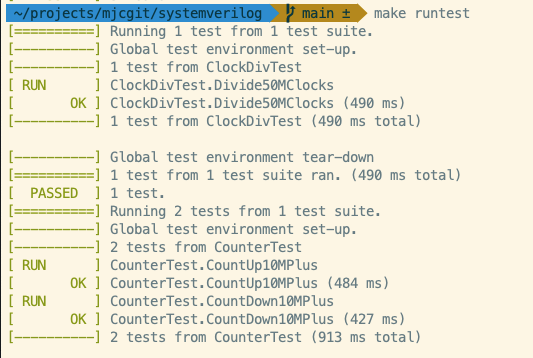 ~/projects/mjcgit/systemverilog  main ± make runtest
[==========] Running 1 test from 1 test suite.
[----------] Global test environment set-up.
[----------] 1 test from ClockDivTest
[ RUN      ] ClockDivTest.Divide50MClocks
[       OK ] ClockDivTest.Divide50MClocks (490 ms)
[----------] 1 test from ClockDivTest (490 ms total)

[----------] Global test environment tear-down
[==========] 1 test from 1 test suite ran. (490 ms total)
[  PASSED  ] 1 test.
[==========] Running 2 tests from 1 test suite.
[----------] Global test environment set-up.
[----------] 2 tests from CounterTest
[ RUN      ] CounterTest.CountUp10MPlus
[       OK ] CounterTest.CountUp10MPlus (484 ms)
[ RUN      ] CounterTest.CountDown10MPlus
[       OK ] CounterTest.CountDown10MPlus (427 ms)
[----------] 2 tests from CounterTest (913 ms total)